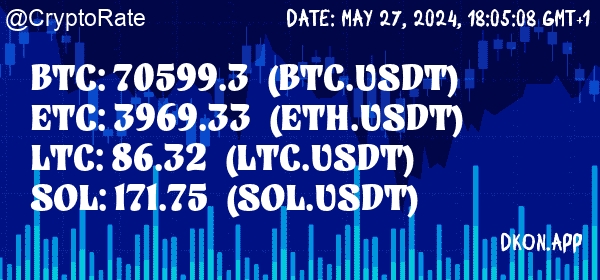 @CryptoRate
DATE: MAY 27, 2024, 18:05:08 GMT+1
BTC: 70599.3 (BTC.USDT)
ETC: 3969.33 (ETH.USDT)
LTC: 86.32 (LTC.USDT)
SOL: 171.75 (SOL.USDT)
DKON.APP